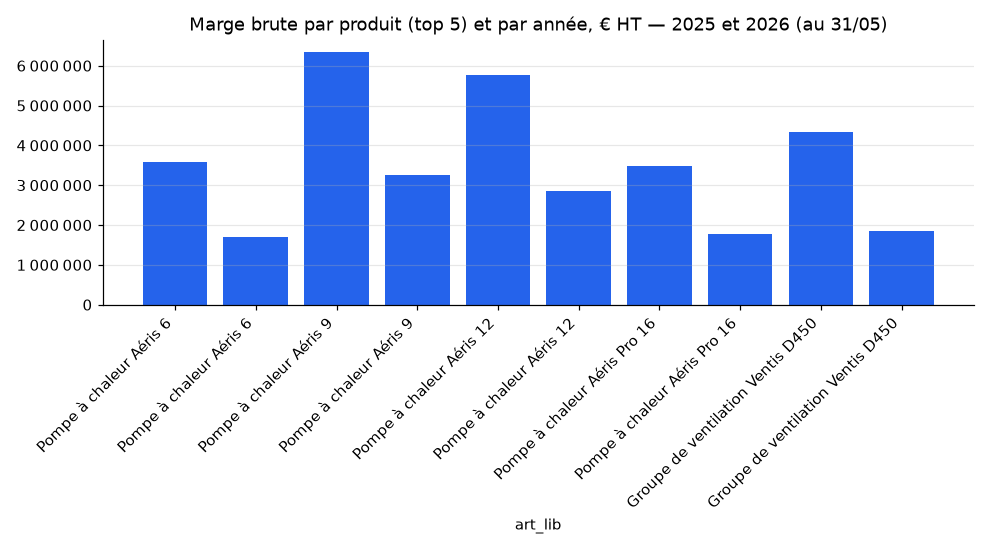 Marge brute par produit (top 5) et par année, € HT — 2025 et 2026 (au 31/05)
6 000 000
5 000 000
4 000 000
3 000 000
2 000 000
1 000 000
0
Pompe à chaleur Aéris 6
Pompe à chaleur Aéris 6
Pompe à chaleur Aéris 9
Pompe à chaleur Aéris 9
Pompe à chaleur Aéris 12
Pompe à chaleur Aéris 12
Pompe à chaleur Aéris Pro 16
Pompe à chaleur Aéris Pro 16
Groupe de ventilation Ventis D450
Groupe de ventilation Ventis D450
art_lib